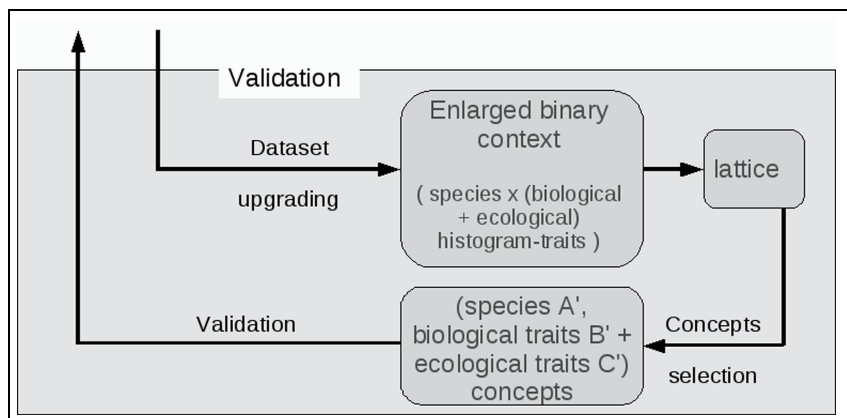 Validation
Dataset
upgrading
Enlarged binary
context
( species x (biological
+ ecological)
histogram-traits )
lattice
Concepts
selection
(species A',
biological traits B' +
ecological traits C')
concepts
Validation